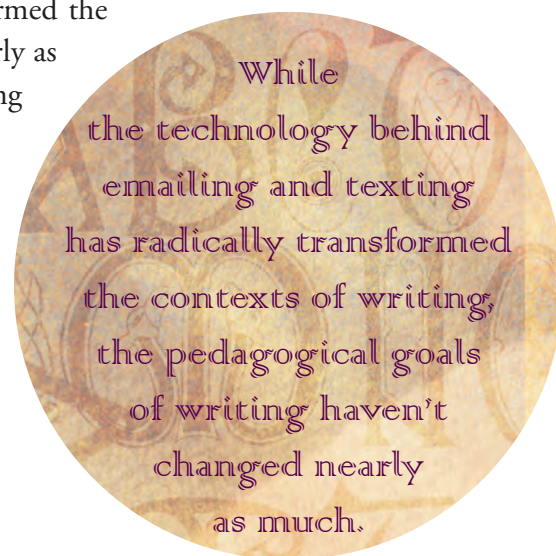 rmed the
rly as
ng
While
the technology behind
emailing and texting
has radically transformed
the contexts of writing,
the pedagogical goals
of writing haven't
changed nearly
as much.